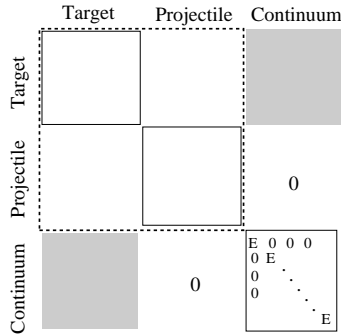 Target Projectile Continuum
Target
Projectile
0
Continuum
0
E 0 0 0
0 E
0
0
E